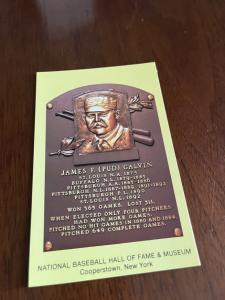 JAMES F. (PUD) GALVIN
ST. LOUIS N.A. 1875
BUFFALO N.L. 1879-1885
PITTSBURGH A.A. 1885-1886
PITTSBURGH N.L. 1887-1889, 1891-1892
PITTSBURGH P.L. 1890
ST. LOUIS N.L. 1892
WON 365 GAMES. LOST 311.
WHEN ELECTED ONLY FOUR PITCHERS
HAD WON MORE GAMES.
PITCHED NO HIT GAMES IN 1880 AND 1884.
PITCHED 649 COMPLETE GAMES.
NATIONAL BASEBALL HALL OF FAME & MUSEUM
Cooperstown, New York